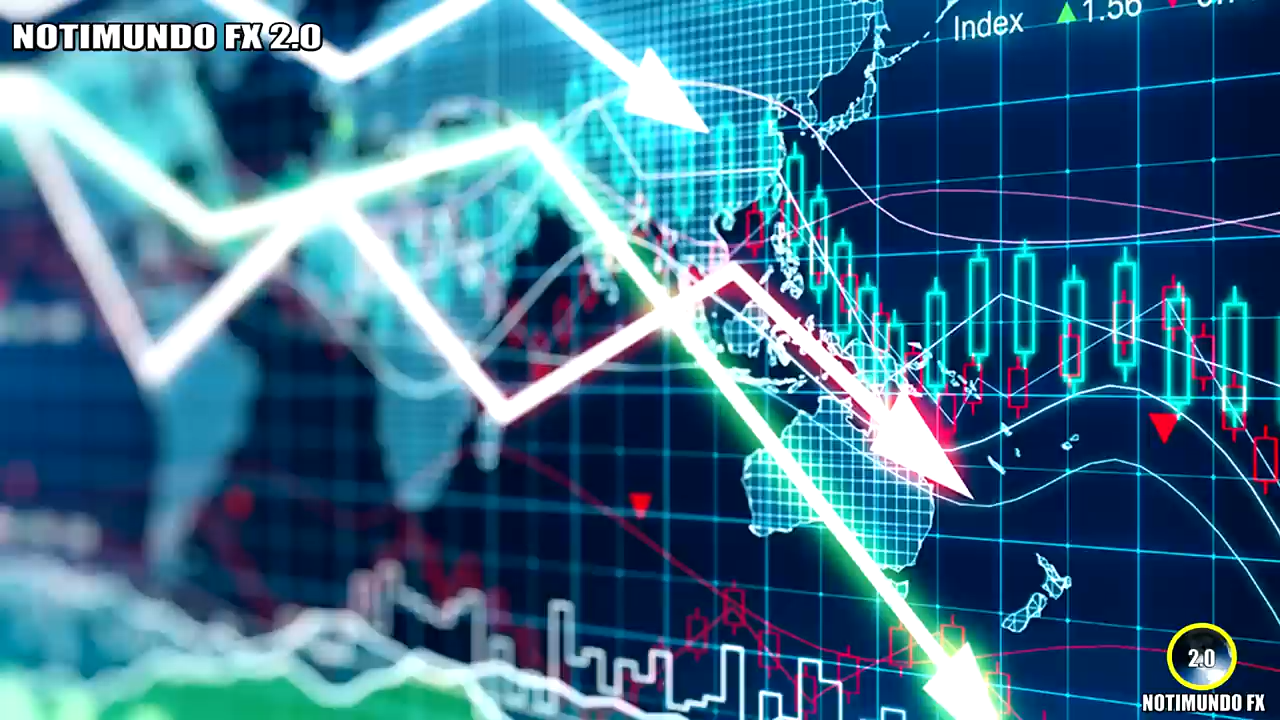 NOTIMUNDO FX 2.0
Index ▲1.56
2.0
NOTIMUNDO FX